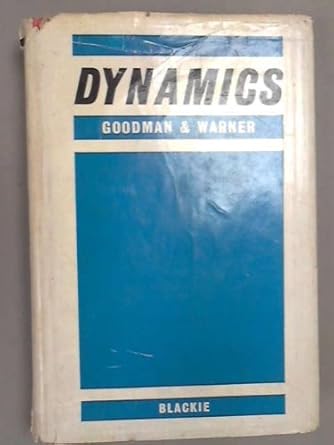 DYNAMICS
GOODMAN & WARNER
BLACKIE